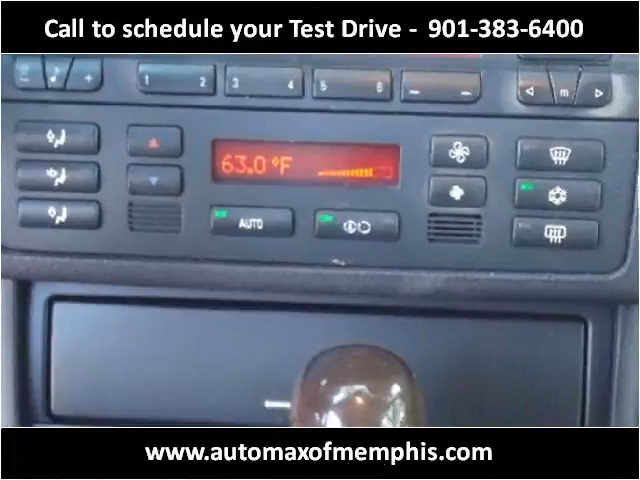 Call to schedule your Test Drive - 901-383-6400
+
1 2
3 4
5 6
m
63.0 °F
AUTO
www.automaxofmemphis.com